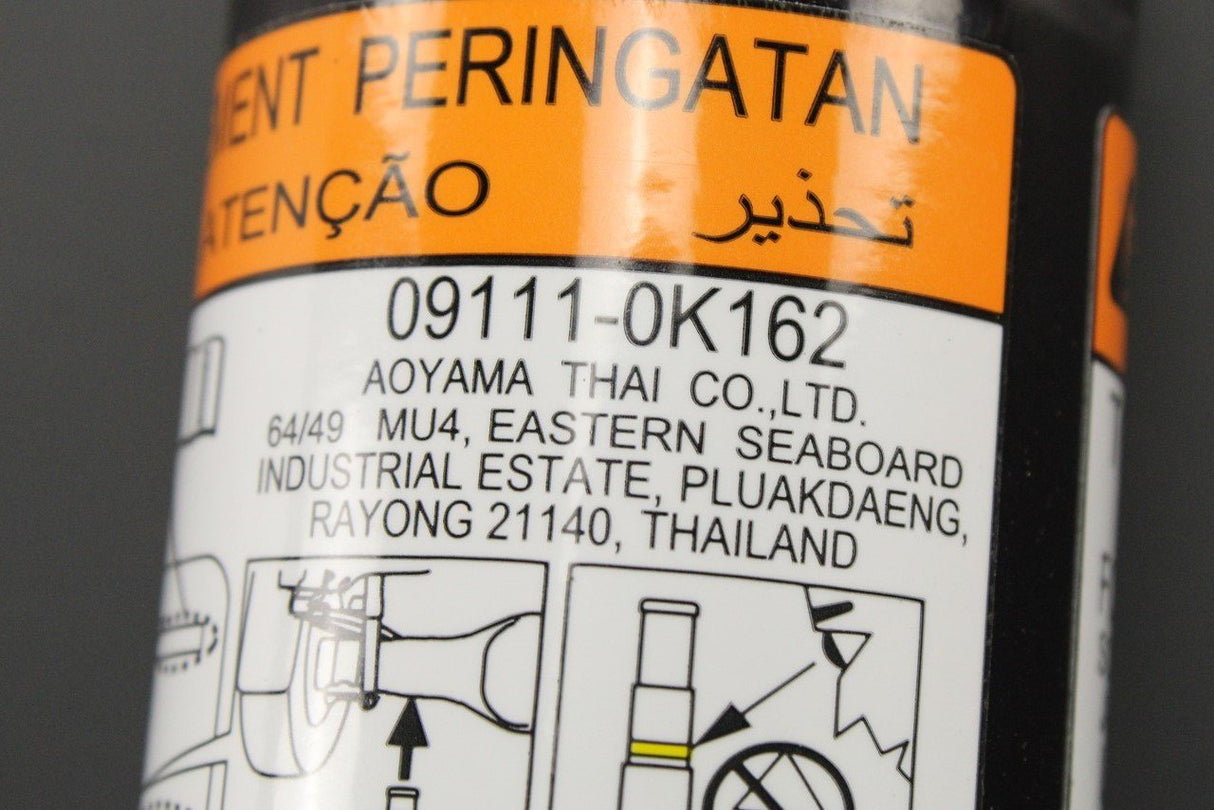 PERINGATAN
ATENÇÃO تحذير
09111-0K162
AOYAMA THAI CO.,LTD.
64/49 MU4, EASTERN SEABOARD
INDUSTRIAL ESTATE, PLUAKDAENG,
RAYONG 21140, THAILAND